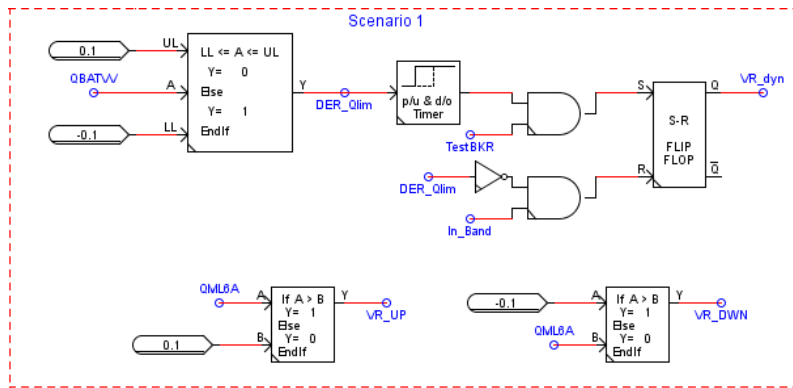 Scenario 1
0.1
UL
QBATVV
A
-0.1
LL
LL <= A <= UL
Y= 0
Else
Y= 1
EndIf
Y
DER_Qlim
p/u & d/o
Timer
TestBKR
DER_Qlim
In_Band
S
R
S-R
FLIP
FLOP
Q
Q
VR_dyn
QML6A
A
0.1
B
If A > B
Y= 1
Else
Y= 0
EndIf
Y
VR_UP
-0.1
A
QML6A
B
If A > B
Y= 1
Else
Y= 0
EndIf
Y
VR_DWN